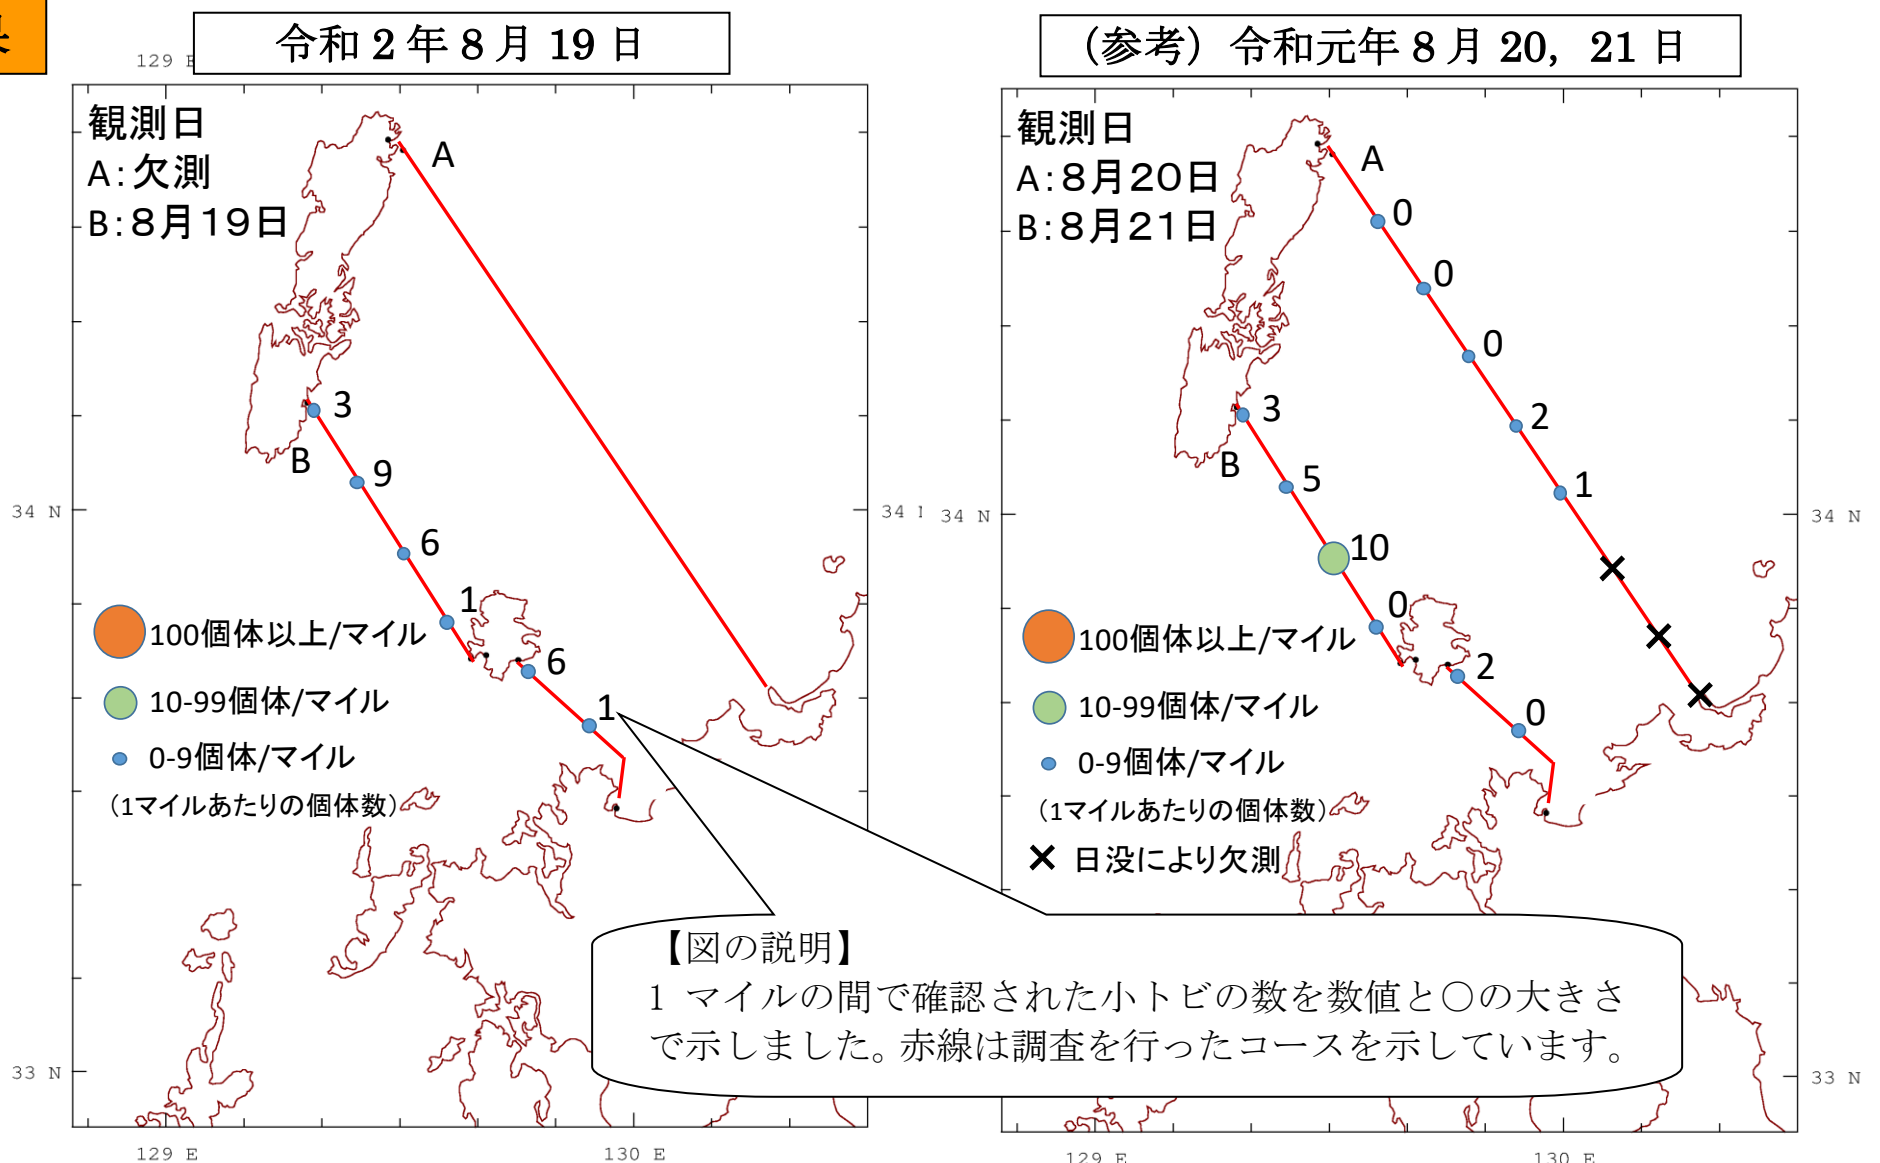 果
令和 2 年 8 月 19 日
129 E
観測日
A:欠測
B:8月19日
A
3
B
9
6
1
6
1
34 N
34 N
100個体以上/マイル
10-99個体/マイル
0-9個体/マイル
(1マイルあたりの個体数)
33 N
129 E
130 E
(参考) 令和元年 8 月 20, 21 日
観測日
A:8月20日
B:8月21日
A
0
0
0
2
1
3
B
5
10
0
2
0
34 N
34 N
100個体以上/マイル
10-99個体/マイル
0-9個体/マイル
(1マイルあたりの個体数)
× 日没により欠測
33 N
129 E
130 E
【図の説明】
1 マイルの間で確認された小トビの数を数値と○の大きさ
で示しました。赤線は調査を行ったコースを示しています。